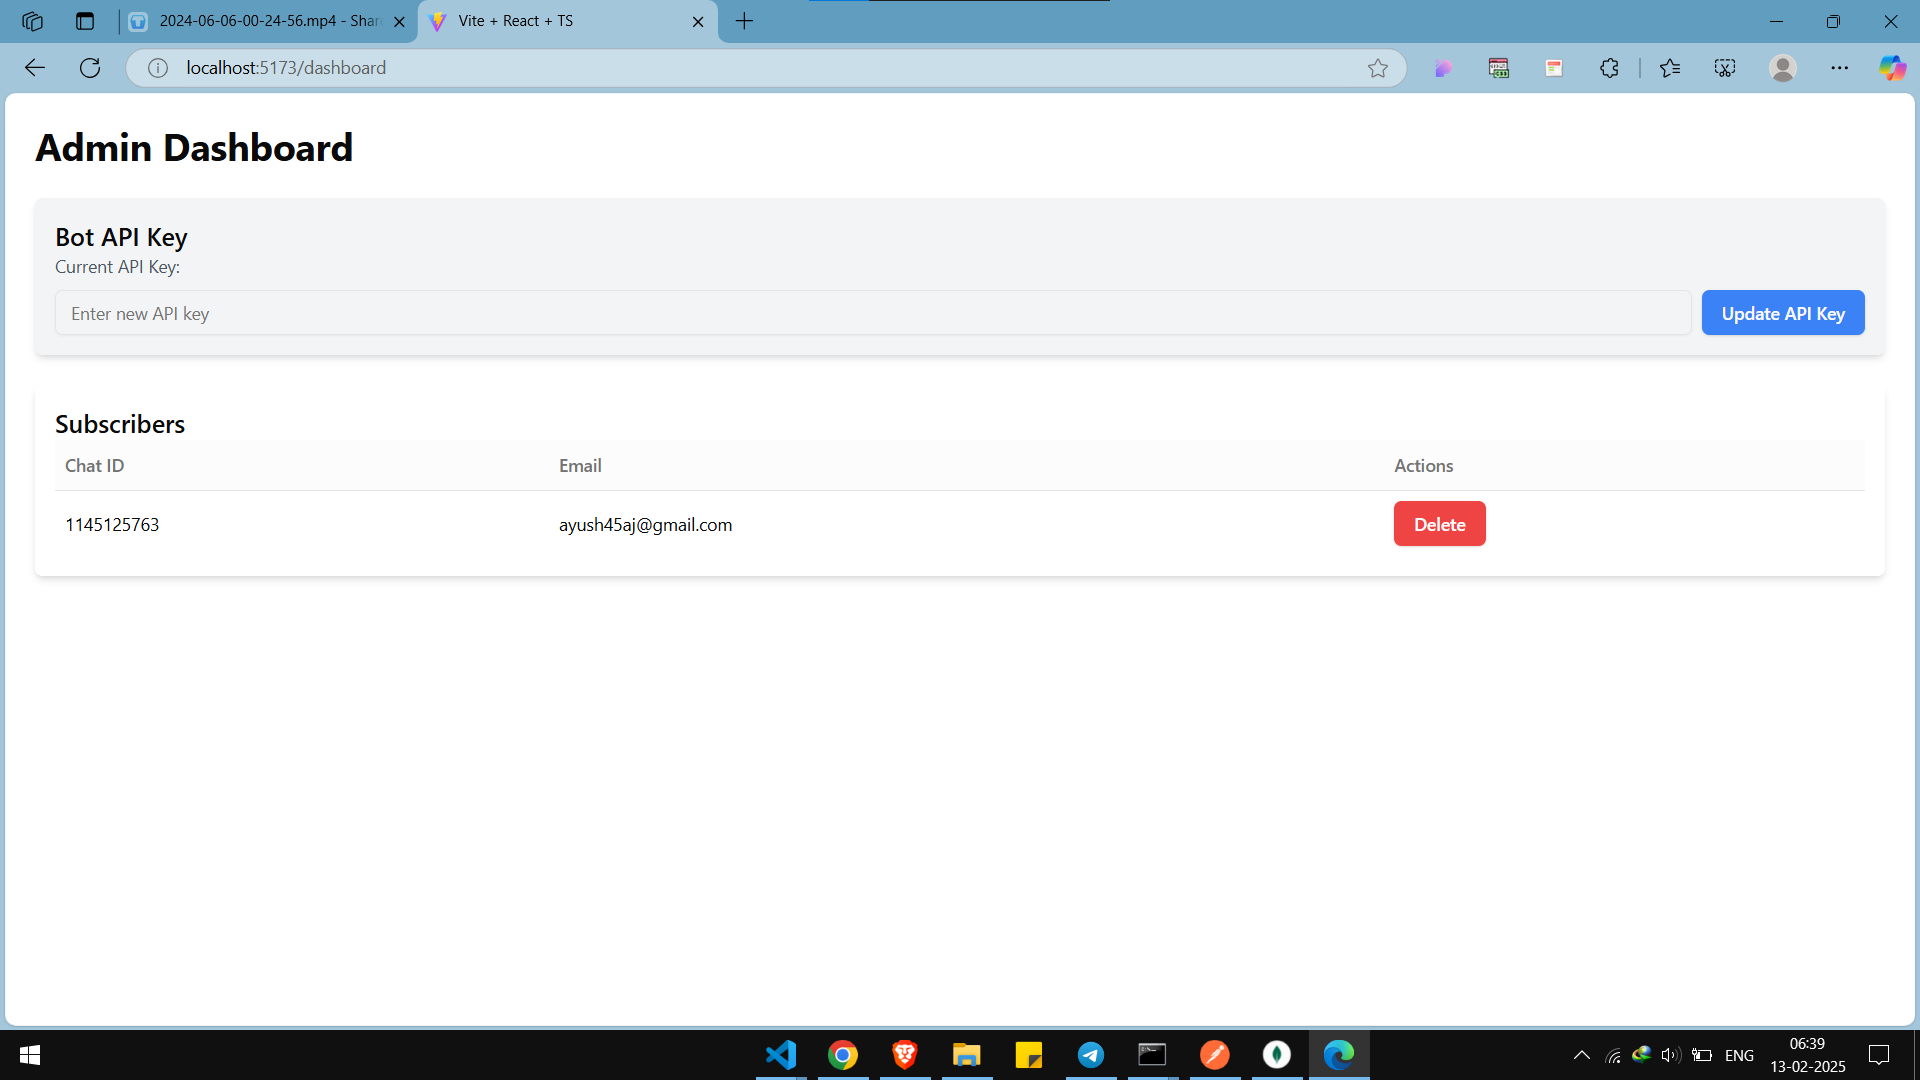 2024-06-06-00-24-56.mp4 - Shar
Vite + React + TS
localhost:5173/dashboard
Admin Dashboard
Bot API Key
Current API Key:
Enter new API key
Update API Key
Subscribers
Chat ID Email Actions
1145125763 ayush45aj@gmail.com Delete
ENG
06:39
13-02-2025